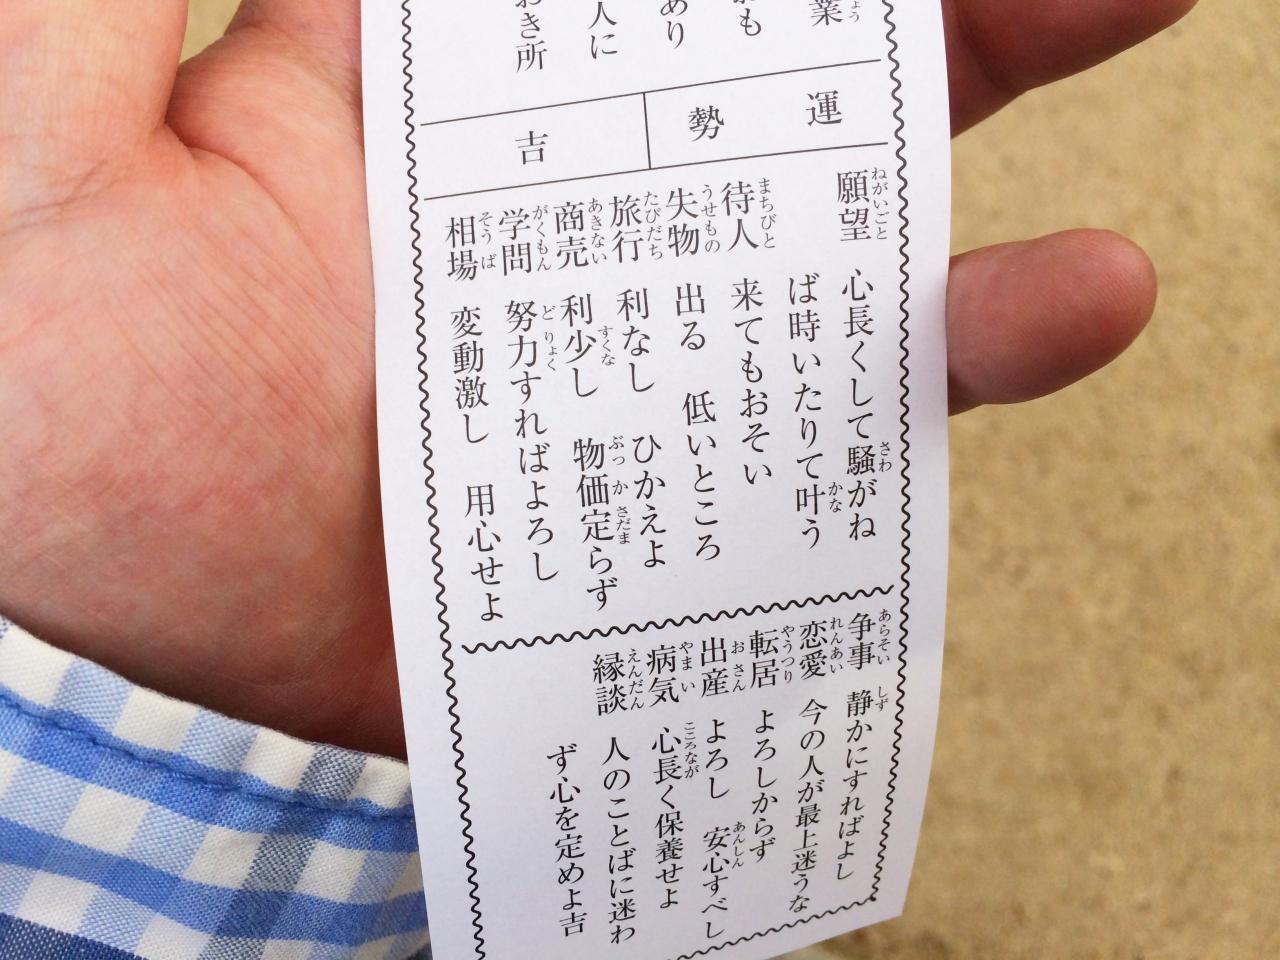 業
も
あり
人に
き所
運勢
吉
願望 心長くして騒がね
ば時いたりて叶う
待人 来てもおそい
失物 出る 低いところ
旅行 利なし ひかえよ
商売 利少し 物価定らず
学問 努力すればよろし
相場 変動激し 用心せよ
争事 静かにすればよし
恋愛 今の人が最上迷うな
転居 よろしからず
出産 よろし 安心すべし
病気 心長く保養せよ
縁談 人のことばに迷わ
ず心を定めよ吉